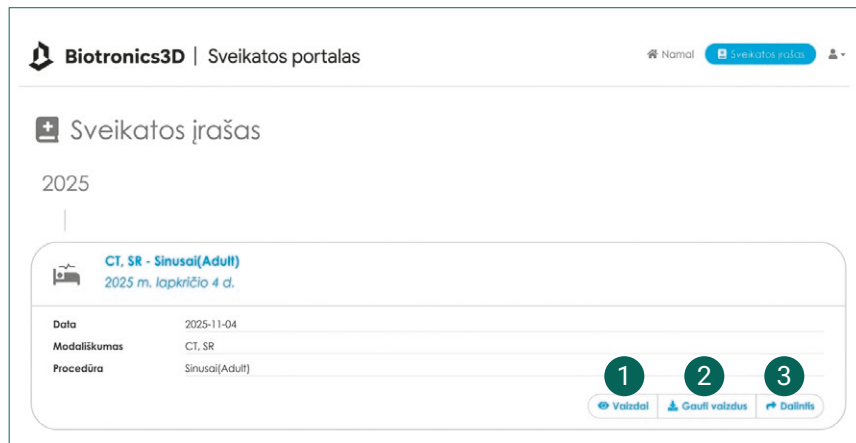 Biotronics3D | Sveikatos portalas
Namai
Sveikatos įrašas
Sveikatos įrašas
2025
CT, SR - Sinusai(Adult)
2025 m. lapkričio 4 d.
Data 2025-11-04
Modališkumas CT, SR
Procedūra Sinusai(Adult)
1 2 3
Vaizdai Gauti vaizdus Dalintis